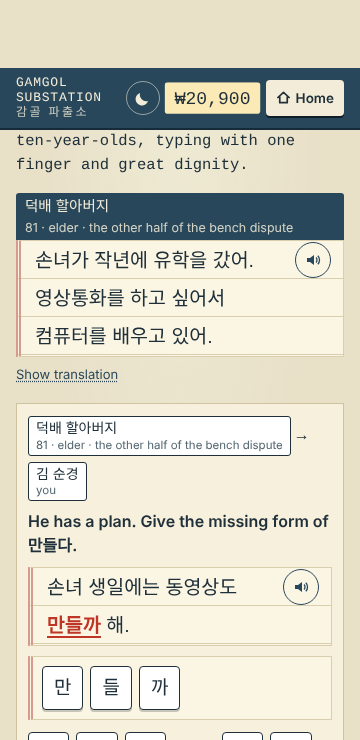 GAMGOL
SUBSTATION
감골 파출소
₩20,900
Home
ten-year-olds, typing with one
finger and great dignity.
덕배 할아버지
81 · elder · the other half of the bench dispute
손녀가 작년에 유학을 갔어.
영상통화를 하고 싶어서
컴퓨터를 배우고 있어.
Show translation
덕배 할아버지
81 · elder · the other half of the bench dispute
→
김 순경
you
He has a plan. Give the missing form of
만들다.
손녀 생일에는 동영상도
만들까 해.
만 들 까